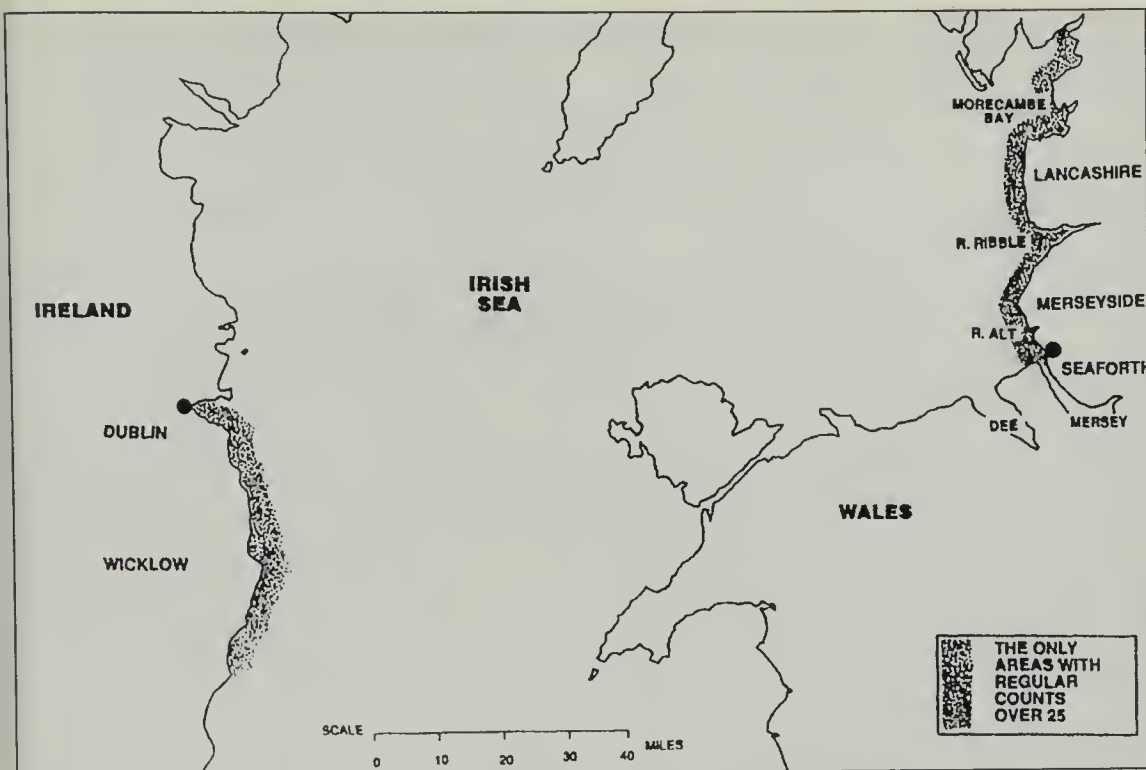 MORECAMBE
BAY
LANCASHIRE
R. RIBBLE
IRISH
SEA
IRELAND
MERSEYSIDE
R. ALT
SEAFORTH
DUBLIN
DEE
MERSEY
WALES
WICKLOW
THE ONLY
AREAS WITH
REGULAR
COUNTS
OVER 25
SCALE
MILES
0 10 20 30 40